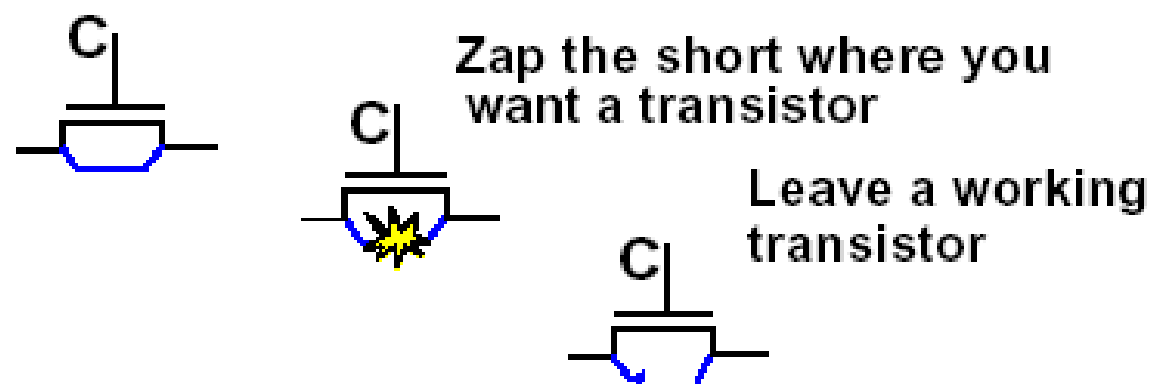 C
Zap the short where you
want a transistor
C
Leave a working
transistor
C